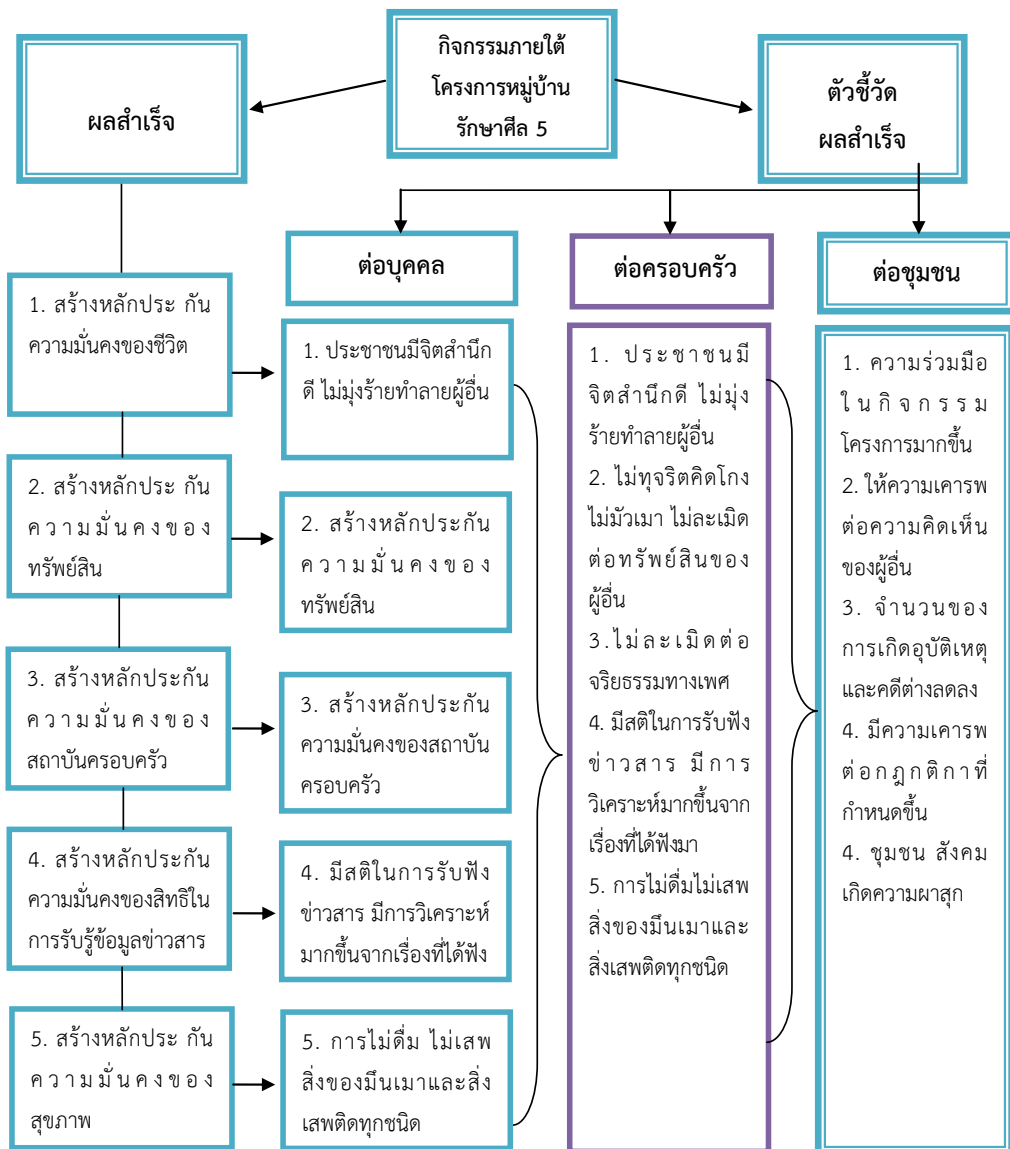 กิจกรรมภายใต้
โครงการหมู่บ้าน
รักษาศีล 5
ผลสำเร็จ
ตัวชี้วัด
ผลสำเร็จ
ต่อบุคคล
ต่อครอบครัว
ต่อชุมชน
1. สร้างหลักประ กัน
ความมั่นคงของชีวิต
2. สร้างหลักประ กัน
ความมั่นคงของ
ทรัพย์สิน
3. สร้างหลักประกัน
ความมั่นคงของ
สถาบันครอบครัว
4. สร้างหลักประกัน
ความมั่นคงของสิทธิใน
การรับรู้ข้อมูลข่าวสาร
5. สร้างหลักประ กัน
ความมั่นคงของ
สุขภาพ
1. ประชาชนมีจิตสำนึก
ดี ไม่มุ่งร้ายทำลายผู้อื่น
2. สร้างหลักประกัน
ความมั่นคงของ
ทรัพย์สิน
3. สร้างหลักประกัน
ความมั่นคงของสถาบัน
ครอบครัว
4. มีสติในการรับฟัง
ข่าวสาร มีการวิเคราะห์
มากขึ้นจากเรื่องที่ได้ฟัง
5. การไม่ดื่ม ไม่เสพ
สิ่งของมึนเมาและสิ่ง
เสพติดทุกชนิด
1. ประชาชนมี
จิตสำนึกดี ไม่มุ่ง
ร้ายทำลายผู้อื่น
2. ไม่ทุจริตคิดโกง
ไม่มัวเมา ไม่ละเมิด
ต่อทรัพย์สินของ
ผู้อื่น
3.ไม่ละเมิดต่อ
จริยธรรมทางเพศ
4. มีสติในการรับฟัง
ข่าวสาร มีการ
วิเคราะห์มากขึ้นจาก
เรื่องที่ได้ฟังมา
5. การไม่ดื่มไม่เสพ
สิ่งของมึนเมาและ
สิ่งเสพติดทุกชนิด
1. ความร่วมมือ
ในกิจกรรม
โครงการมากขึ้น
2. ให้ความเคารพ
ต่อความคิดเห็น
ของผู้อื่น
3. จำนวนของ
การเกิดอุบัติเหตุ
และคดีต่างลดลง
4. มีความเคารพ
ต่อกฎกติกาที่
กำหนดขึ้น
4. ชุมชน สังคม
เกิดความผาสุก